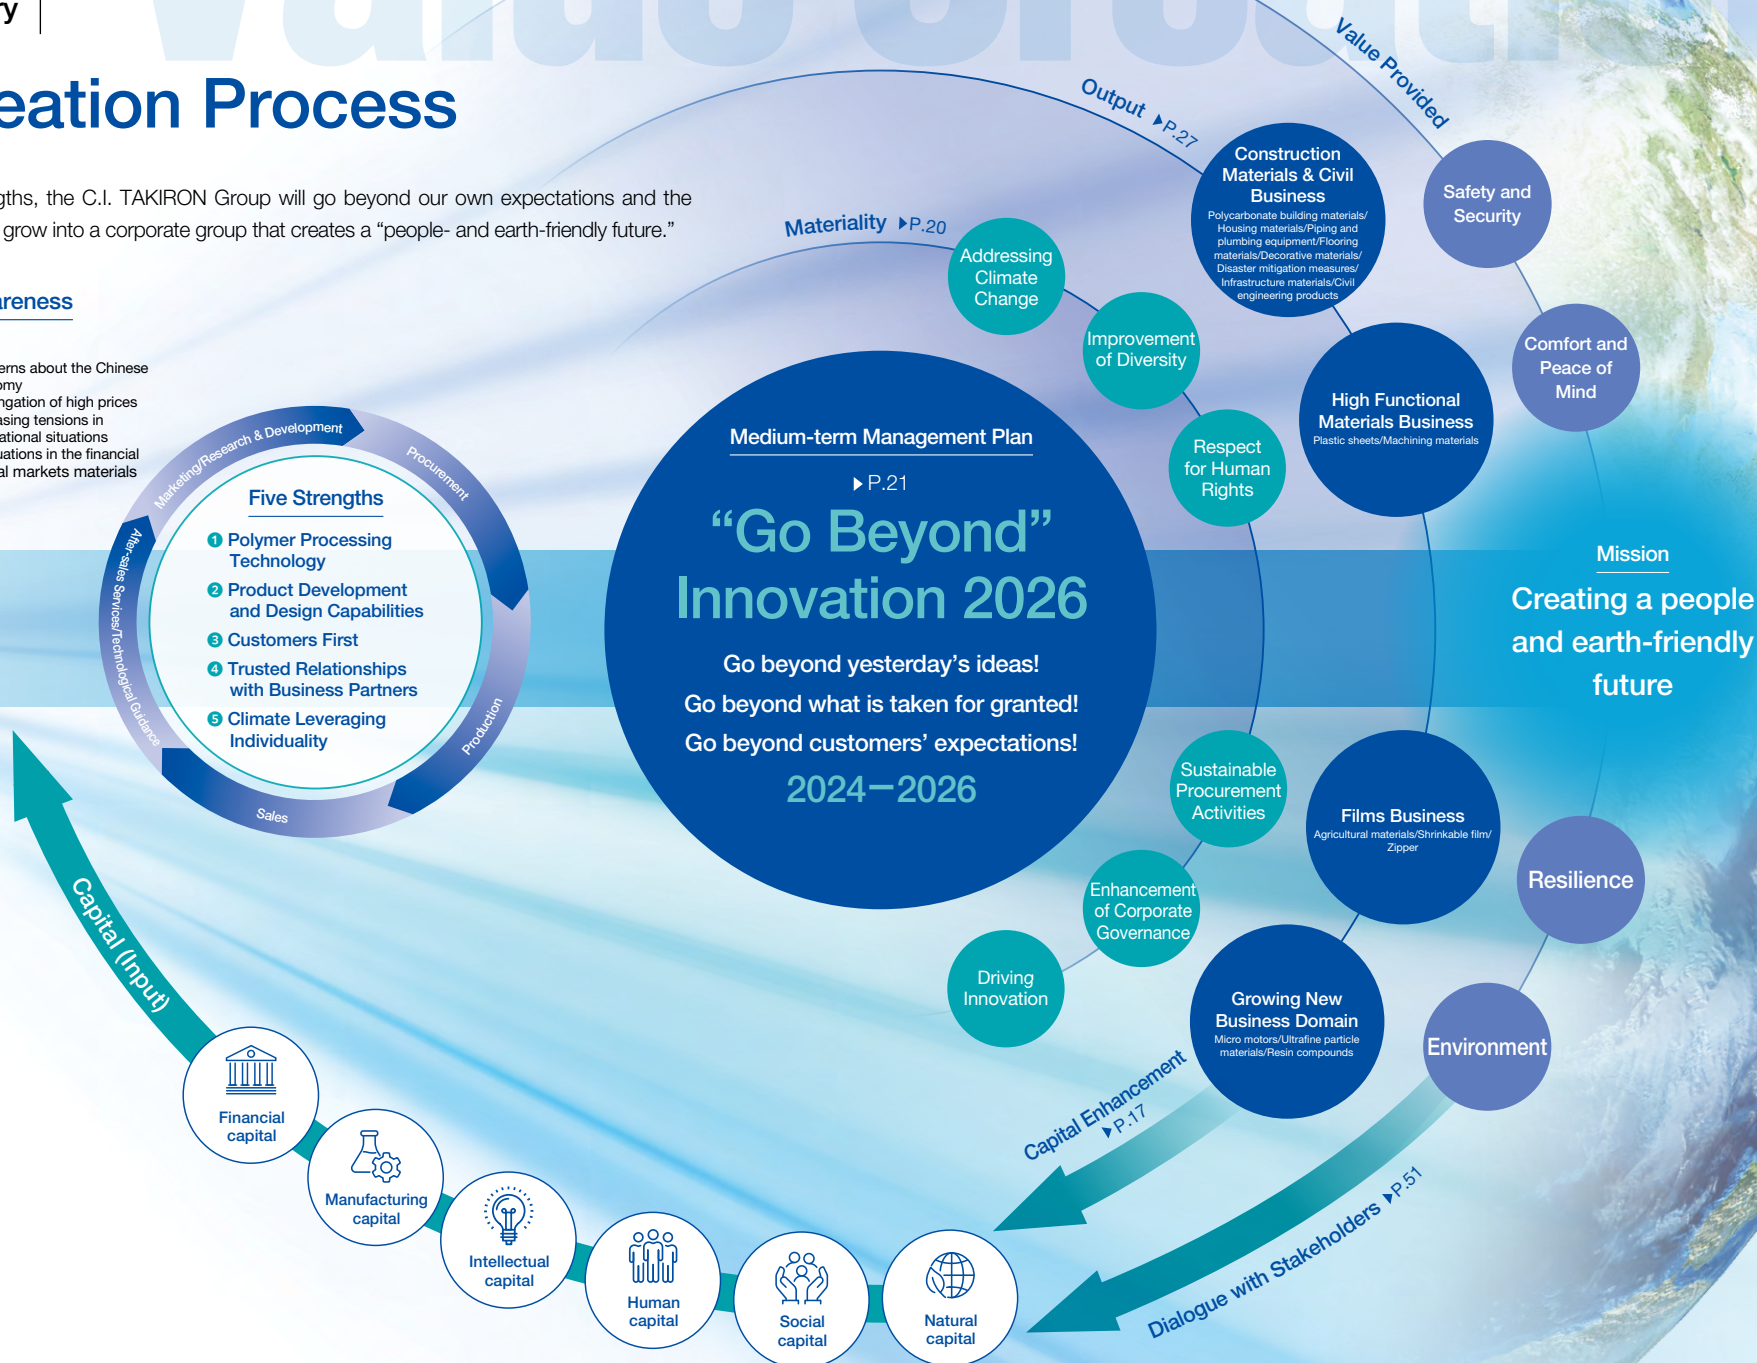 ry
Value Creatio
eation Process
gths, the C.I. TAKIRON Group will go beyond our own expectations and the
grow into a corporate group that creates a “people- and earth-friendly future.”
areness
erns about the Chinese
omy
ngation of high prices
asing tensions in
ational situations
uations in the financial
al markets materials
Marketing/Research & Development
Procurement
Production
Sales
After-sales Services/Technological Guidance
Five Strengths
1 Polymer Processing
Technology
2 Product Development
and Design Capabilities
3 Customers First
4 Trusted Relationships
with Business Partners
5 Climate Leveraging
Individuality
Medium-term Management Plan
▶P.21
“Go Beyond”
Innovation 2026
Go beyond yesterday’s ideas!
Go beyond what is taken for granted!
Go beyond customers’ expectations!
2024－2026
Materiality ▶P.20
Addressing
Climate
Change
Improvement
of Diversity
Respect
for Human
Rights
Sustainable
Procurement
Activities
Enhancement
of Corporate
Governance
Driving
Innovation
Output ▶P.27
Construction
Materials & Civil
Business
Polycarbonate building materials/
Housing materials/Piping and
plumbing equipment/Flooring
materials/Decorative materials/
Disaster mitigation measures/
Infrastructure materials/Civil
engineering products
High Functional
Materials Business
Plastic sheets/Machining materials
Films Business
Agricultural materials/Shrinkable film/
Zipper
Growing New
Business Domain
Micro motors/Ultrafine particle
materials/Resin compounds
Value Provided
Safety and
Security
Comfort and
Peace of
Mind
Resilience
Environment
Mission
Creating a people
and earth-friendly
future
Capital Enhancement
▶P.17
Dialogue with Stakeholders ▶P.51
Capital (Input)
Financial
capital
Manufacturing
capital
Intellectual
capital
Human
capital
Social
capital
Natural
capital